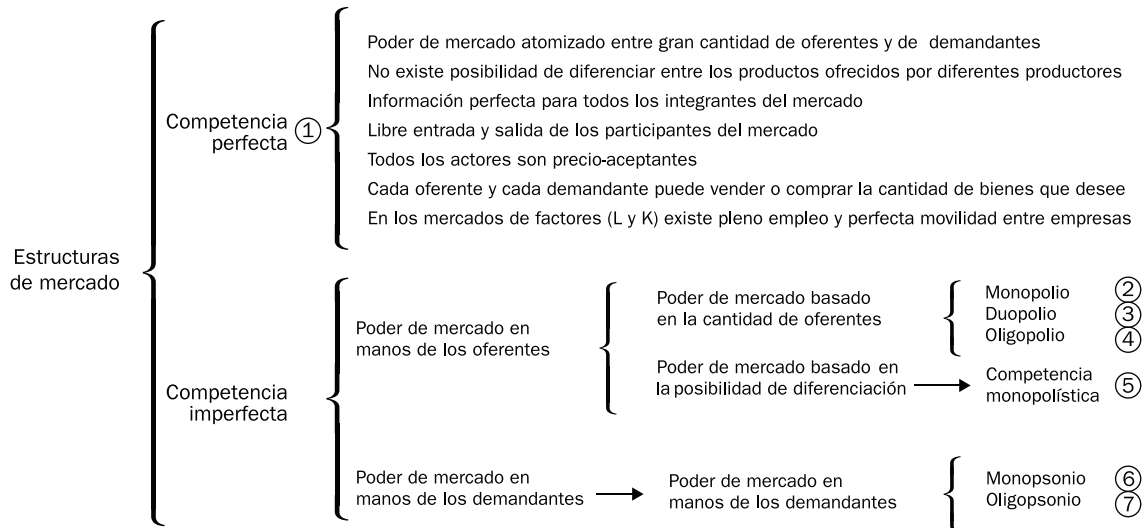 Estructuras
de mercado
Competencia
perfecta ①
Poder de mercado atomizado entre gran cantidad de oferentes y de demandantes
No existe posibilidad de diferenciar entre los productos ofrecidos por diferentes productores
Información perfecta para todos los integrantes del mercado
Libre entrada y salida de los participantes del mercado
Todos los actores son precio-aceptantes
Cada oferente y cada demandante puede vender o comprar la cantidad de bienes que desee
En los mercados de factores (L y K) existe pleno empleo y perfecta movilidad entre empresas
Competencia
imperfecta
Poder de mercado en
manos de los oferentes
Poder de mercado basado
en la cantidad de oferentes
Monopolio ②
Duopolio ③
Oligopolio ④
Poder de mercado basado en
la posibilidad de diferenciación
Competencia
monopolística ⑤
Poder de mercado en
manos de los demandantes
Poder de mercado en
manos de los demandantes
Monopsonio ⑥
Oligopsonio ⑦